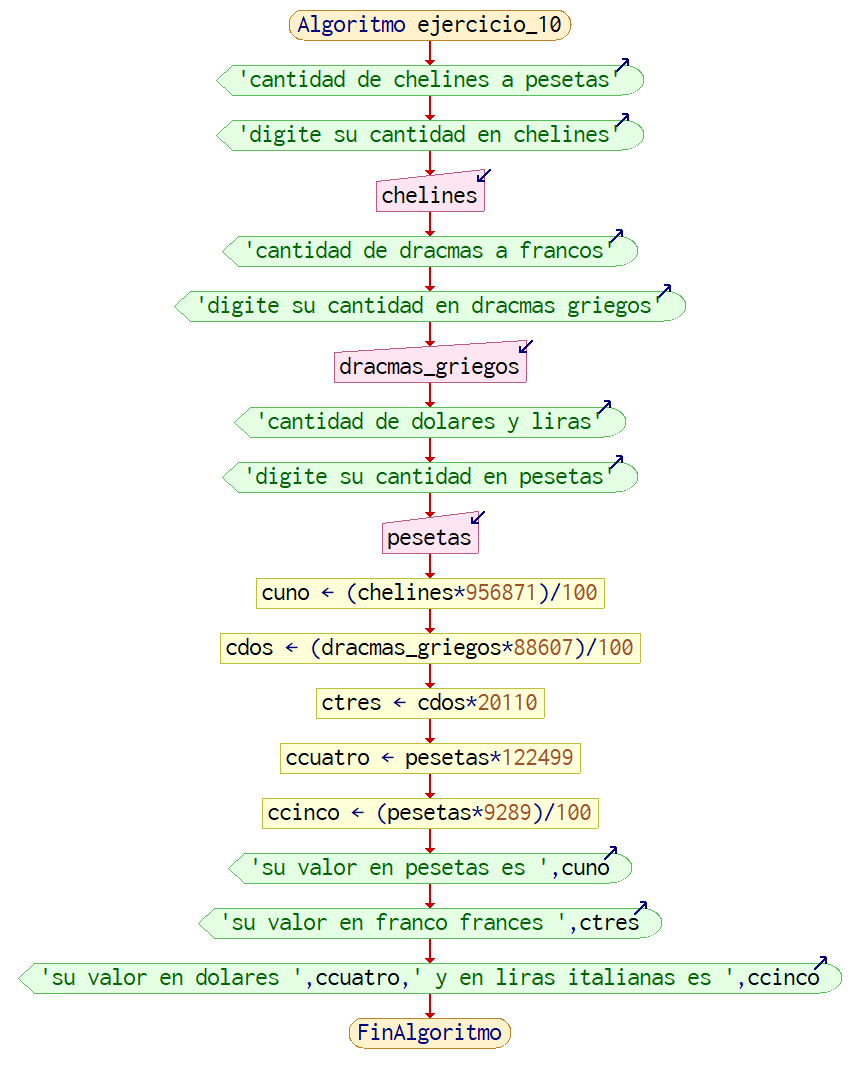 Algoritmo ejercicio_10
'cantidad de chelines a pesetas'
'digite su cantidad en chelines'
chelines
'cantidad de dracmas a francos'
'digite su cantidad en dracmas griegos'
dracmas_griegos
'cantidad de dolares y liras'
'digite su cantidad en pesetas'
pesetas
cuno ← (chelines*956871)/100
cdos ← (dracmas_griegos*88607)/100
ctres ← cdos*20110
ccuatro ← pesetas*122499
ccinco ← (pesetas*9289)/100
'su valor en pesetas es ',cuno
'su valor en franco frances ',ctres
'su valor en dolares ',ccuatro,' y en liras italianas es ',ccinco
FinAlgoritmo